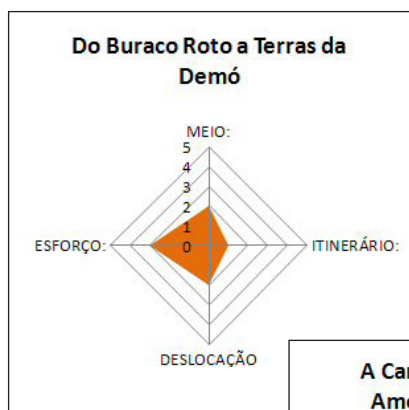 Do Buraco Roto a Terras da
Demó
MEIO:
5
4
3
2
1
0
ESFORÇO:
ITINERÁRIO:
DESLOCAÇÃO